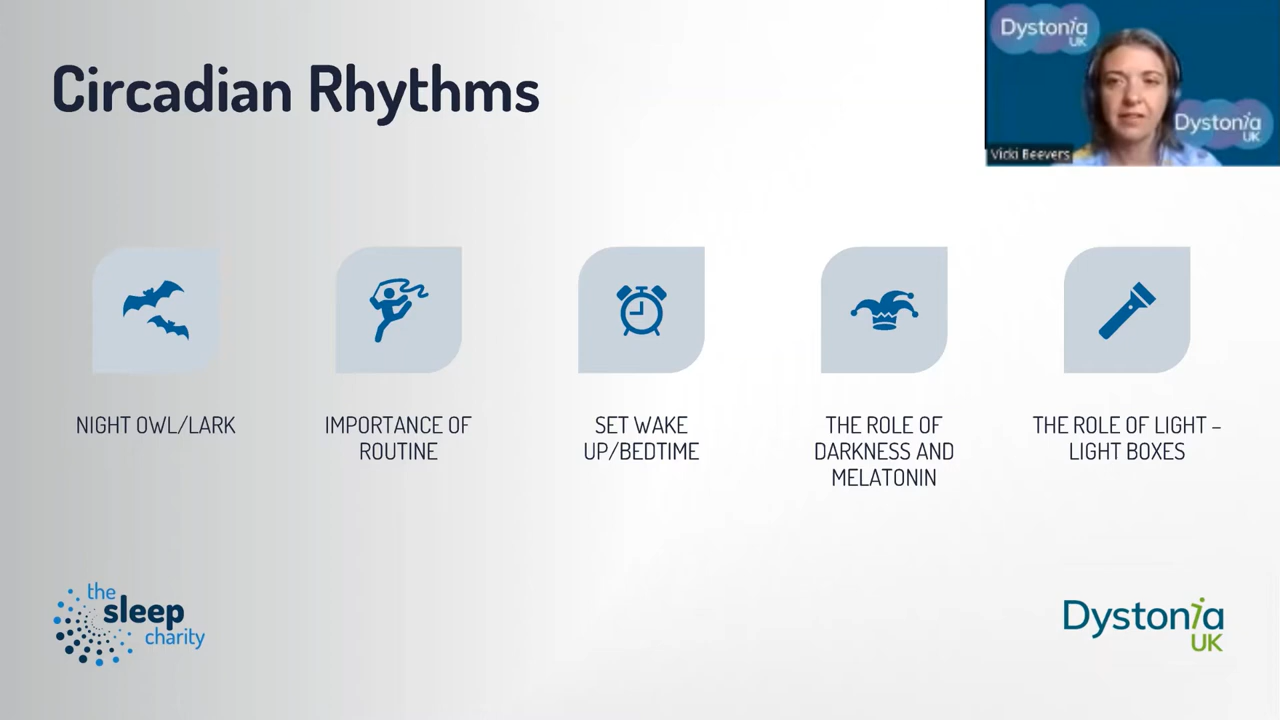 Circadian Rhythms
Dystonia
UK
Dystonia
UK
Vicki Beevers
NIGHT OWL/LARK
IMPORTANCE OF
ROUTINE
SET WAKE
UP/BEDTIME
THE ROLE OF
DARKNESS AND
MELATONIN
THE ROLE OF LIGHT –
LIGHT BOXES
the
sleep
charity
Dystonia
UK